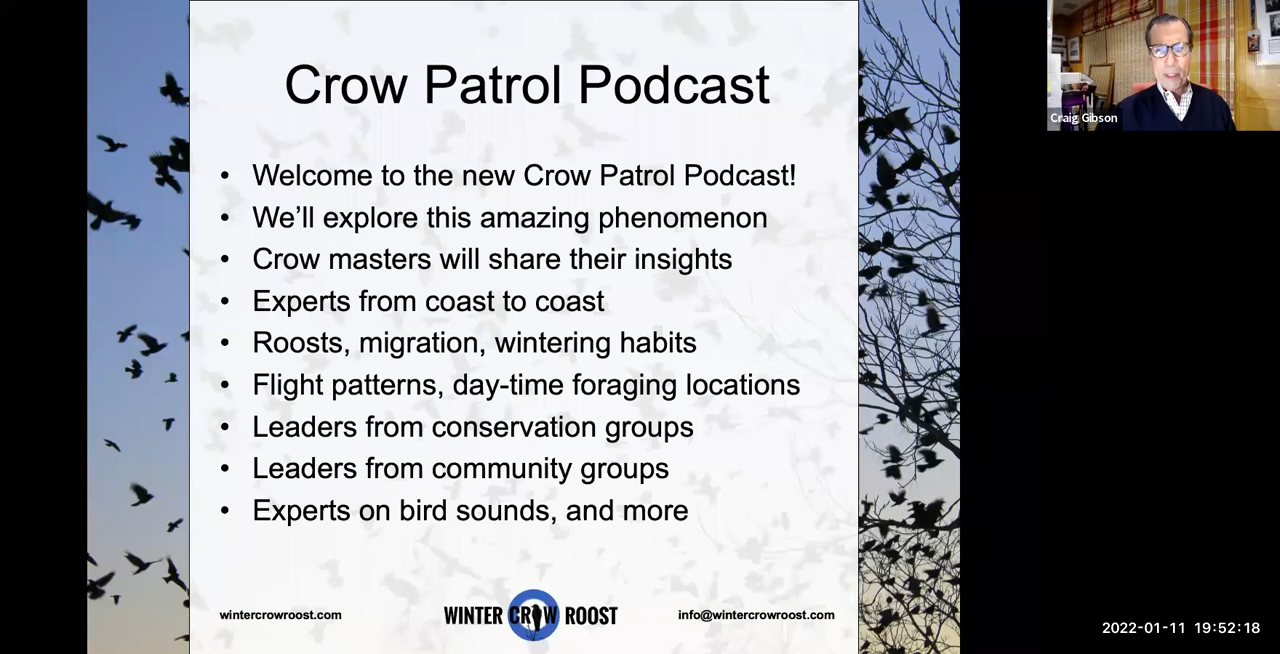 Crow Patrol Podcast
• Welcome to the new Crow Patrol Podcast!
• We'll explore this amazing phenomenon
• Crow masters will share their insights
• Experts from coast to coast
• Roosts, migration, wintering habits
• Flight patterns, day-time foraging locations
• Leaders from conservation groups
• Leaders from community groups
• Experts on bird sounds, and more
wintercrowroost.com
WINTER CROW ROOST
info@wintercrowroost.com
Craig Gibson
2022-01-11 19:52:18